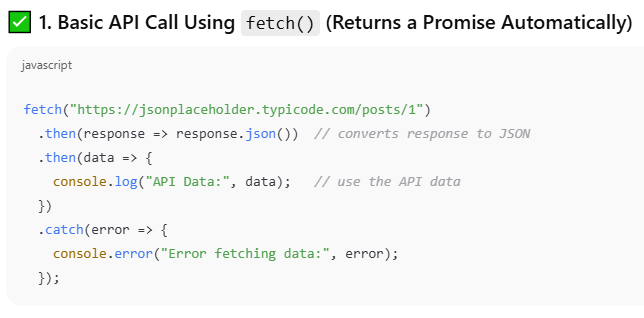 ✅ 1. Basic API Call Using fetch() (Returns a Promise Automatically)
javascript
fetch("https://jsonplaceholder.typicode.com/posts/1")
  .then(response => response.json())  // converts response to JSON
  .then(data => {
    console.log("API Data:", data);   // use the API data
  })
  .catch(error => {
    console.error("Error fetching data:", error);
  });